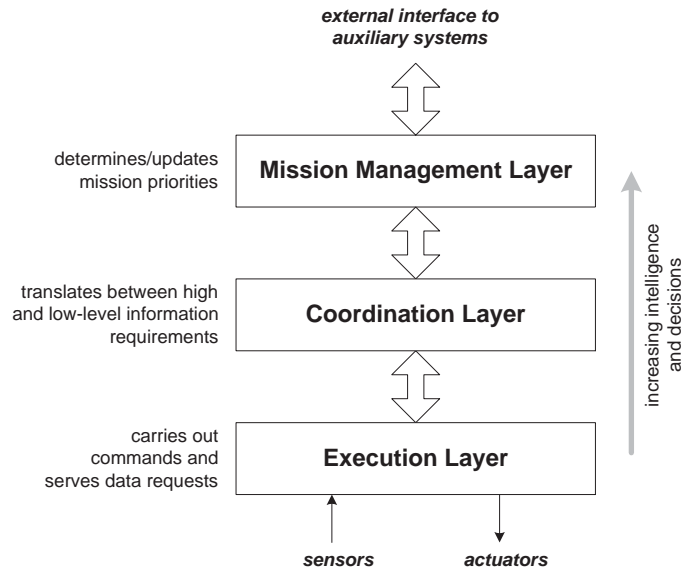 external interface to
auxiliary systems
determines/updates
mission priorities
Mission Management Layer
translates between high
and low-level information
requirements
Coordination Layer
carries out
commands and
serves data requests
Execution Layer
sensors
actuators
increasing intelligence
and decisions